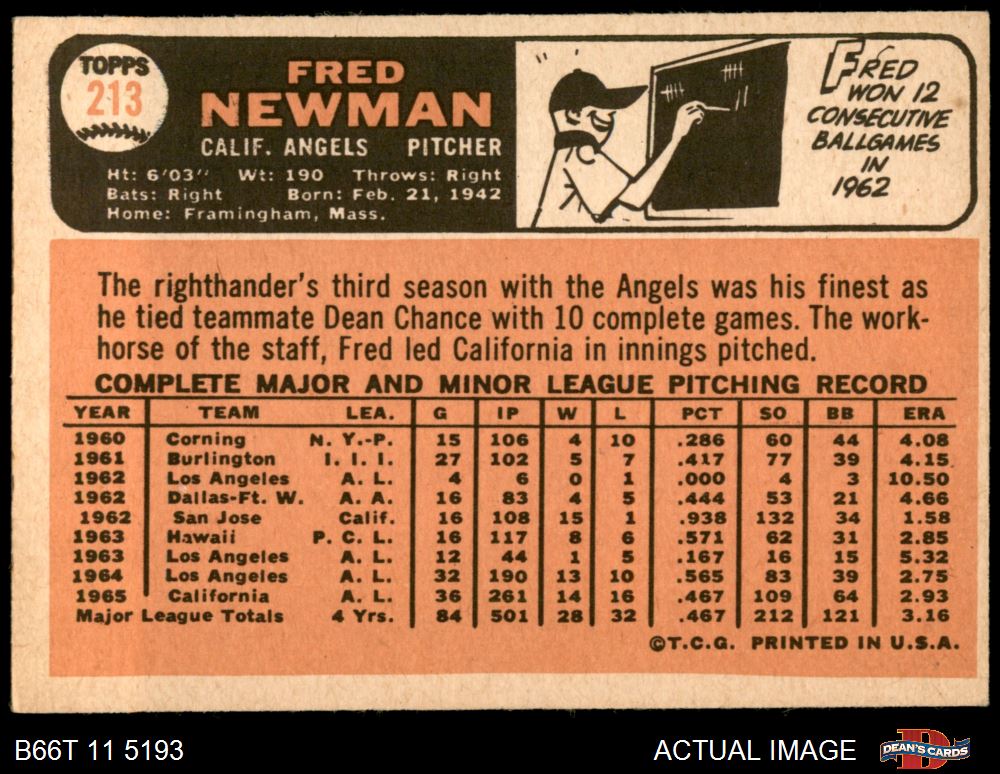 TOPPS
213
FRED
NEWMAN
CALIF. ANGELS PITCHER
Ht: 6'03" Wt: 190 Throws: Right
Bats: Right Born: Feb. 21, 1942
Home: Framingham, Mass.
FRED
WON 12
CONSECUTIVE
BALLGAMES
IN
1962
The righthander's third season with the Angels was his finest as
he tied teammate Dean Chance with 10 complete games. The work-
horse of the staff, Fred led California in innings pitched.
COMPLETE MAJOR AND MINOR LEAGUE PITCHING RECORD
YEAR TEAM LEA. G IP W L PCT SO BB ERA
1960 Corning N. Y.-P. 15 106 4 10 .286 60 44 4.08
1961 Burlington I. I. I. 27 102 5 7 .417 77 39 4.15
1962 Los Angeles A. L. 4 6 0 1 .000 4 3 10.50
1962 Dallas-Ft. W. A. A. 16 83 4 5 .444 53 21 4.66
1962 San Jose Calif. 16 108 15 1 .938 132 34 1.58
1963 Hawaii P. C. L. 16 117 8 6 .571 62 31 2.85
1963 Los Angeles A. L. 12 44 1 5 .167 16 15 5.32
1964 Los Angeles A. L. 32 190 13 10 .565 83 39 2.75
1965 California A. L. 36 261 14 16 .467 109 64 2.93
Major League Totals 4 Yrs. 84 501 28 32 .467 212 121 3.16
©T.C.G. PRINTED IN U.S.A.
B66T 11 5193 ACTUAL IMAGE DEAN'S CARDS